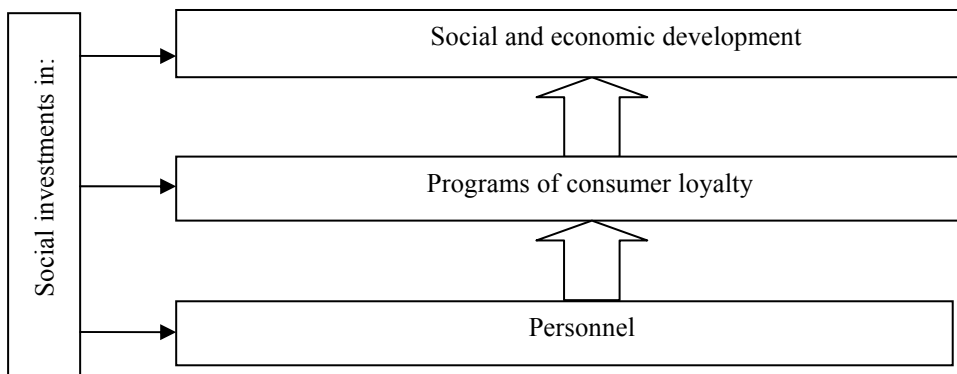 Social investments in:
Social and economic development
Programs of consumer loyalty
Personnel